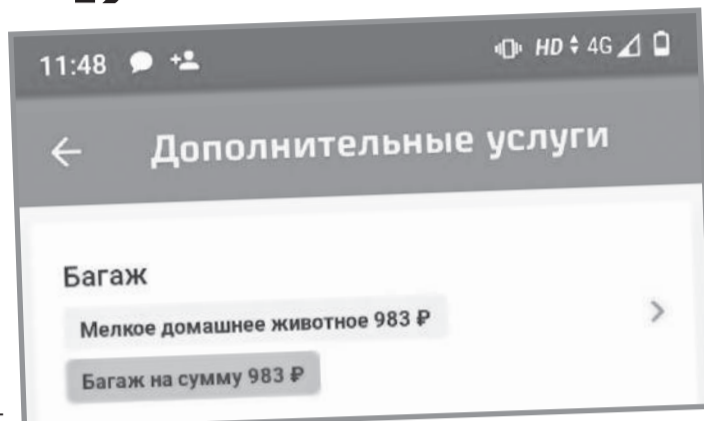 11:48 HD 4G
Дополнительные услуги
Багаж
Мелкое домашнее животное 983 ₽
Багаж на сумму 983 ₽